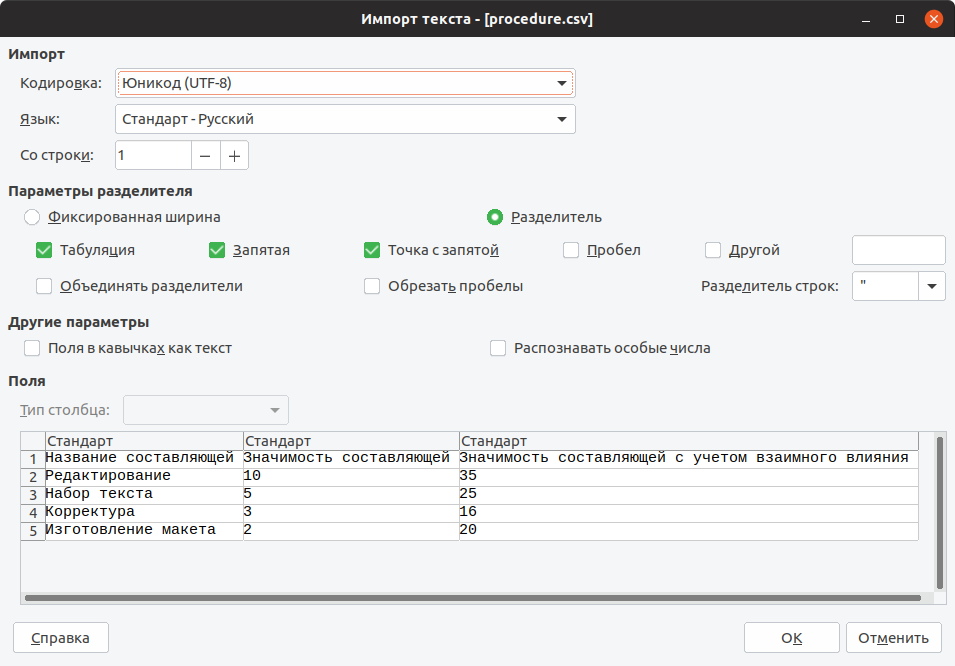 Импорт текста - [procedure.csv]
Импорт
Кодировка: Юникод (UTF-8)
Язык: Стандарт - Русский
Со строки: 1
Параметры разделителя
Фиксированная ширина Разделитель
Табуляция Запятая Точка с запятой Пробел Другой
Объединять разделители Обрезать пробелы Разделитель строк: "
Другие параметры
Поля в кавычках как текст Распознавать особые числа
Поля
Тип столбца:
Стандарт Стандарт Стандарт
1 Название составляющей Значимость составляющей Значимость составляющей с учетом взаимного влияния
2 Редактирование 10 35
3 Набор текста 5 25
4 Корректура 3 16
5 Изготовление макета 2 20
Справка OK Отменить